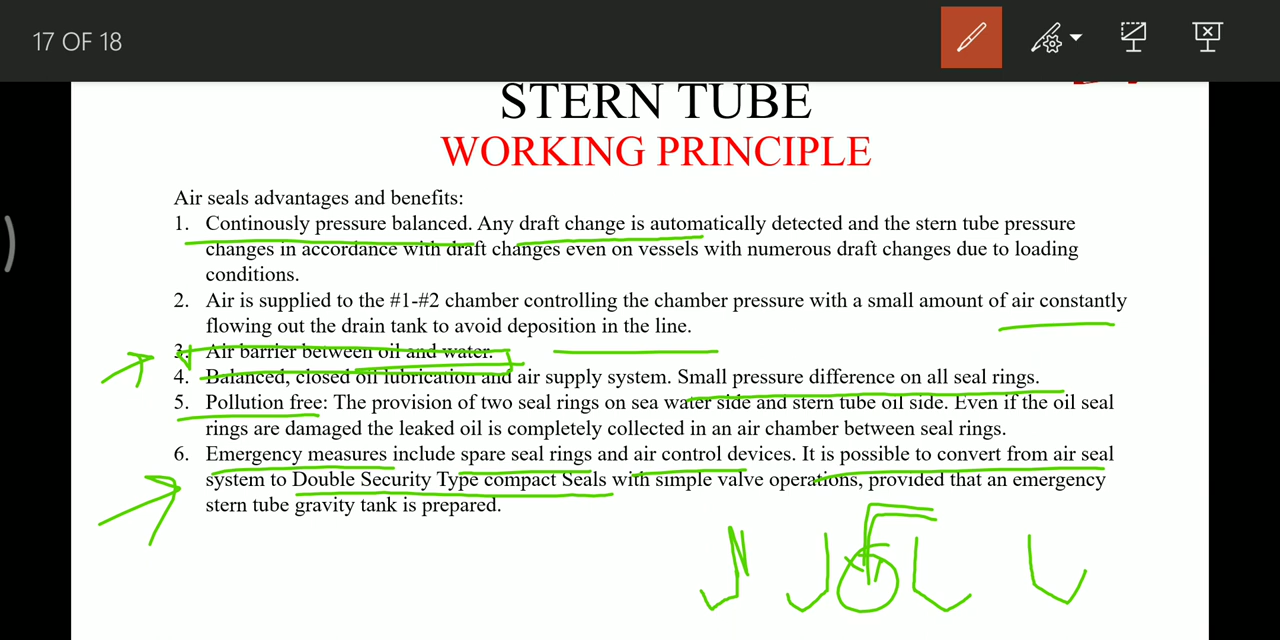 17 OF 18
STERN TUBE
WORKING PRINCIPLE
Air seals advantages and benefits:
1. Continously pressure balanced. Any draft change is automatically detected and the stern tube pressure
changes in accordance with draft changes even on vessels with numerous draft changes due to loading
conditions.
2. Air is supplied to the #1-#2 chamber controlling the chamber pressure with a small amount of air constantly
flowing out the drain tank to avoid deposition in the line.
3. Air barrier between oil and water.
4. Balanced, closed oil lubrication and air supply system. Small pressure difference on all seal rings.
5. Pollution free: The provision of two seal rings on sea water side and stern tube oil side. Even if the oil seal
rings are damaged the leaked oil is completely collected in an air chamber between seal rings.
6. Emergency measures include spare seal rings and air control devices. It is possible to convert from air seal
system to Double Security Type compact Seals with simple valve operations, provided that an emergency
stern tube gravity tank is prepared.